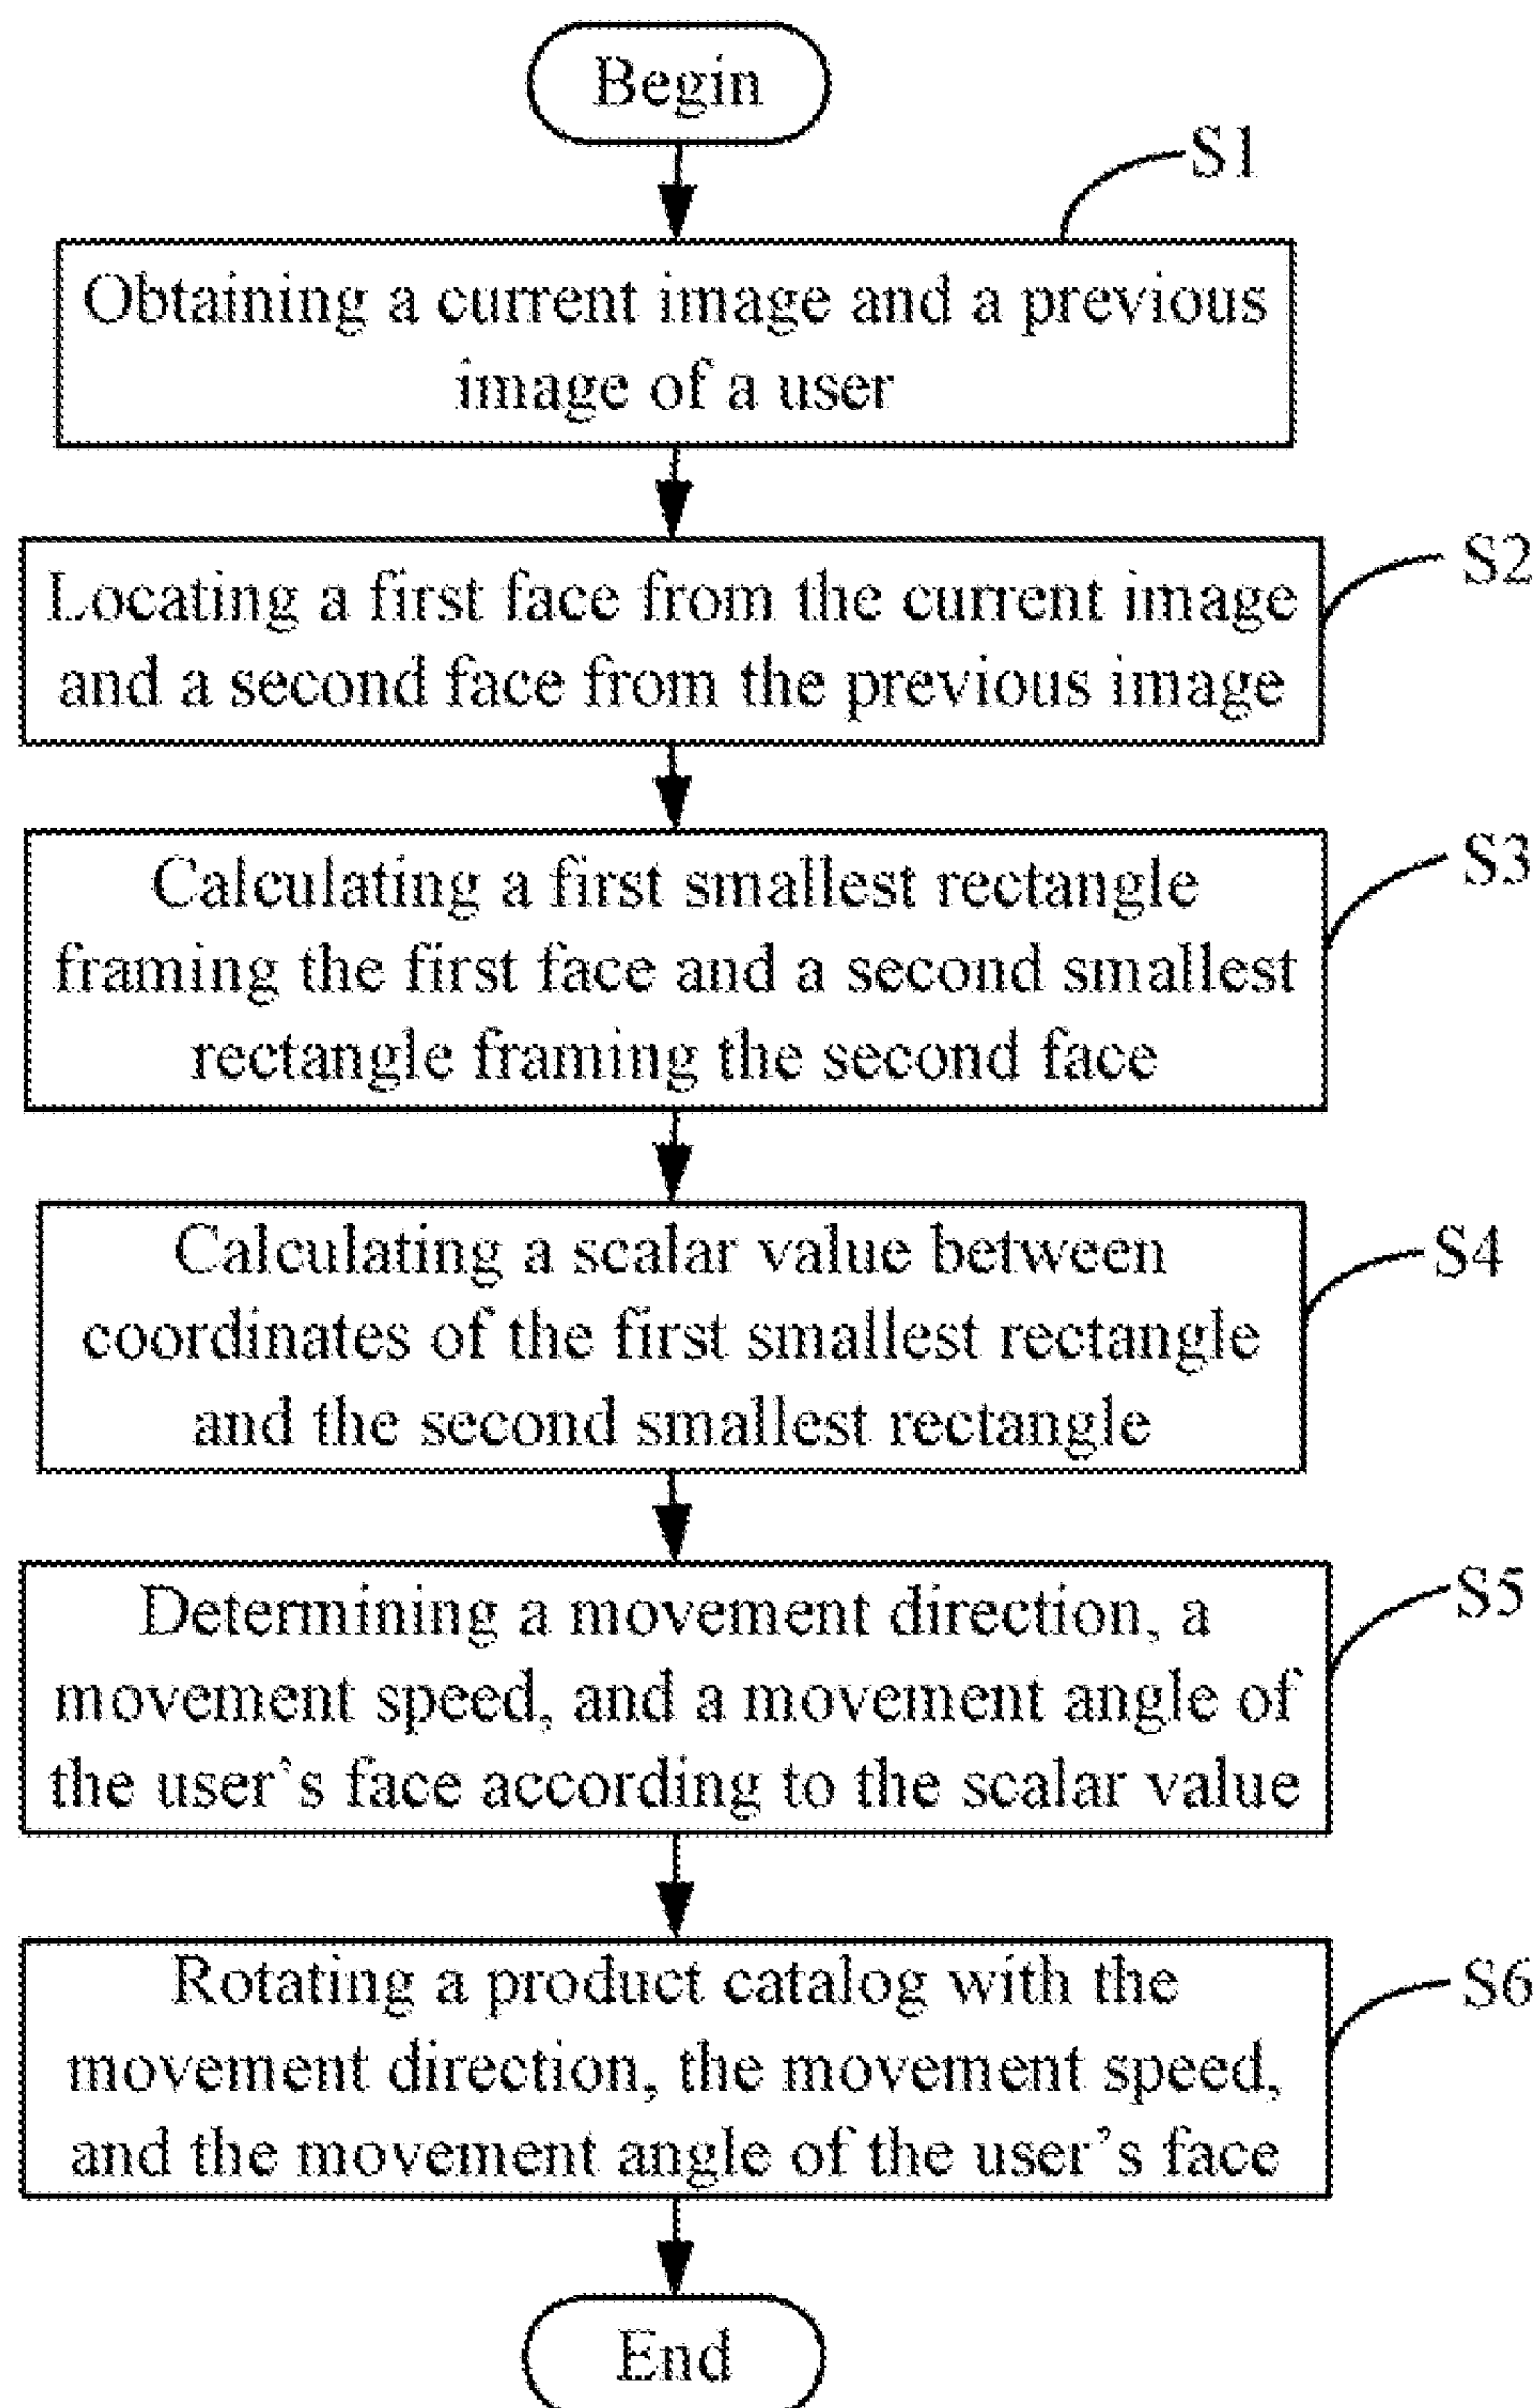 Begin
S1
Obtaining a current image and a previous
image of a user
S2
Locating a first face from the current image
and a second face from the previous image
S3
Calculating a first smallest rectangle
framing the first face and a second smallest
rectangle framing the second face
S4
Calculating a scalar value between
coordinates of the first smallest rectangle
and the second smallest rectangle
S5
Determining a movement direction, a
movement speed, and a movement angle of
the user's face according to the scalar value
S6
Rotating a product catalog with the
movement direction, the movement speed,
and the movement angle of the user's face
End